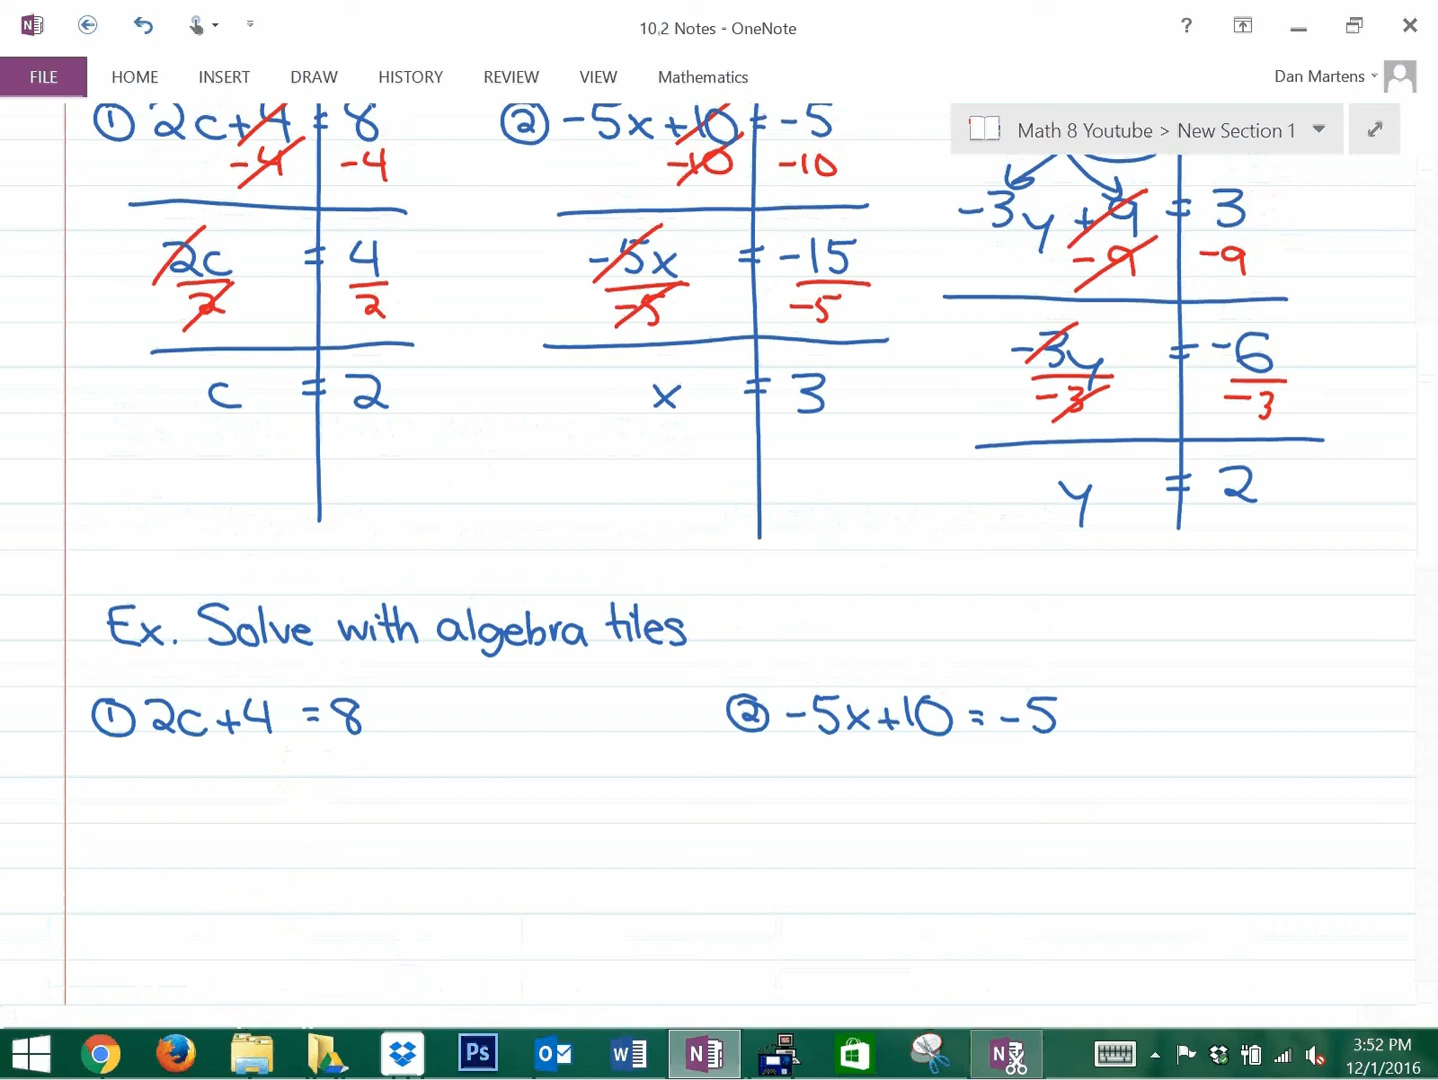 10,2 Notes - OneNote
?
FILE HOME INSERT DRAW HISTORY REVIEW VIEW Mathematics
Dan Martens
Math 8 Youtube > New Section 1
① 2c+4 = 8
-4 -4
2c = 4
2 2
c = 2
② -5x+10 = -5
-10 -10
-5x = -15
-5 -5
x = 3
-3y +9 = 3
-9 -9
-3y = -6
-3 -3
y = 2
Ex. Solve with algebra tiles
① 2c+4 = 8
② -5x+10 = -5
Ps
3:52 PM
12/1/2016